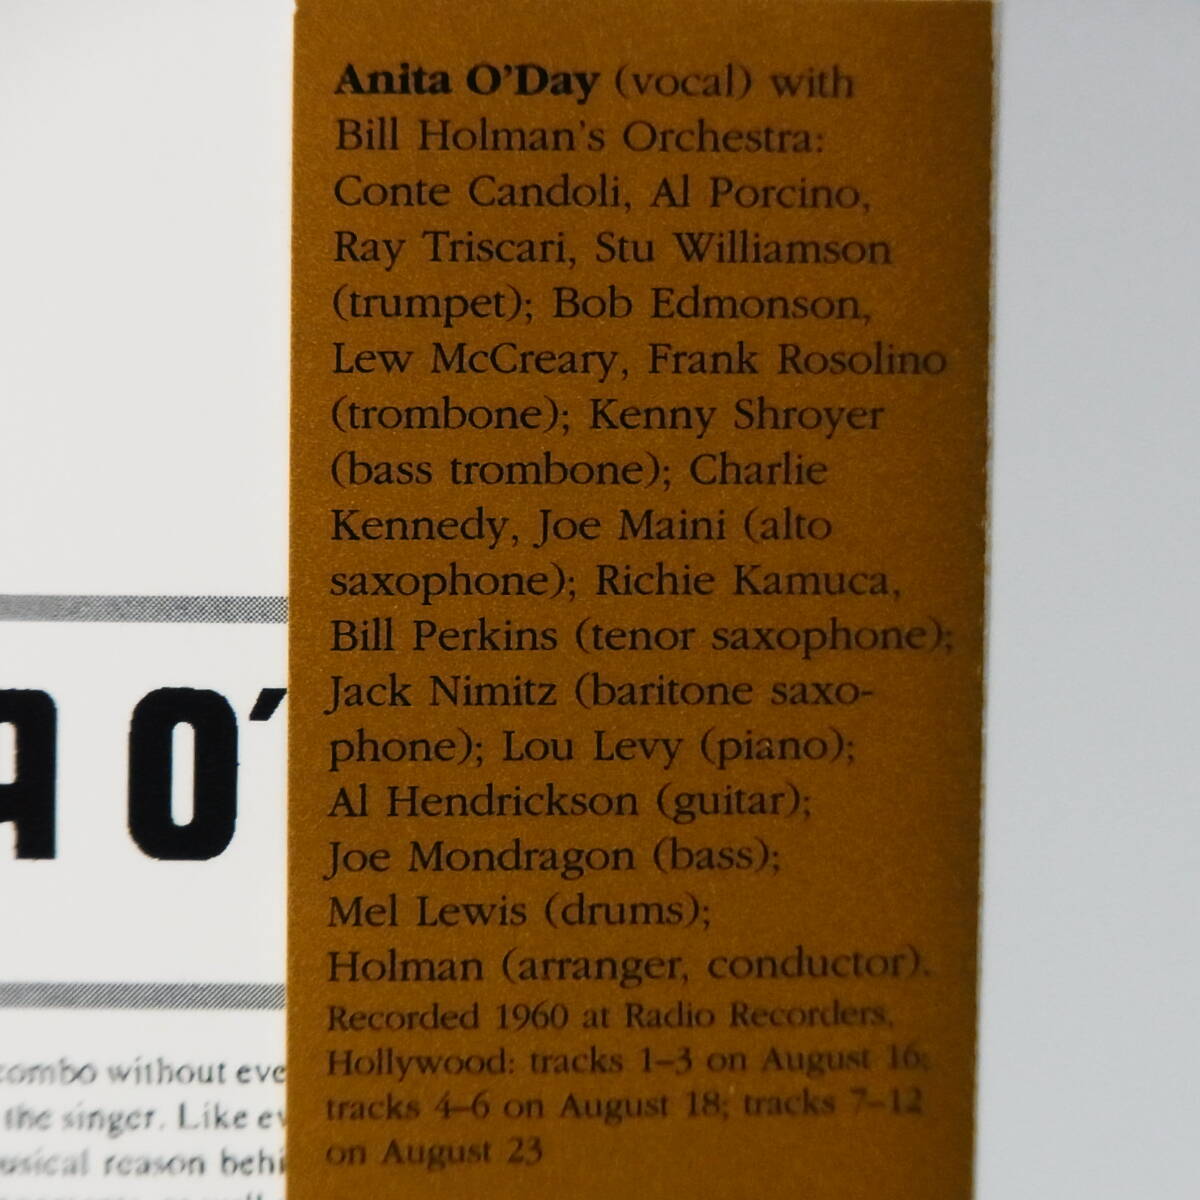 Anita O'Day (vocal) with
Bill Holman's Orchestra:
Conte Candoli, Al Porcino,
Ray Triscari, Stu Williamson
(trumpet); Bob Edmonson,
Lew McCreary, Frank Rosolino
(trombone); Kenny Shroyer
(bass trombone); Charlie
Kennedy, Joe Maini (alto
saxophone); Richie Kamuca,
Bill Perkins (tenor saxophone);
Jack Nimitz (baritone saxo-
phone); Lou Levy (piano);
Al Hendrickson (guitar);
Joe Mondragon (bass);
Mel Lewis (drums);
Holman (arranger, conductor).
Recorded 1960 at Radio Recorders,
Hollywood: tracks 1–3 on August 16;
tracks 4–6 on August 18; tracks 7–12
on August 23
A O'
combo without eve
the singer. Like ev
usical reason behi